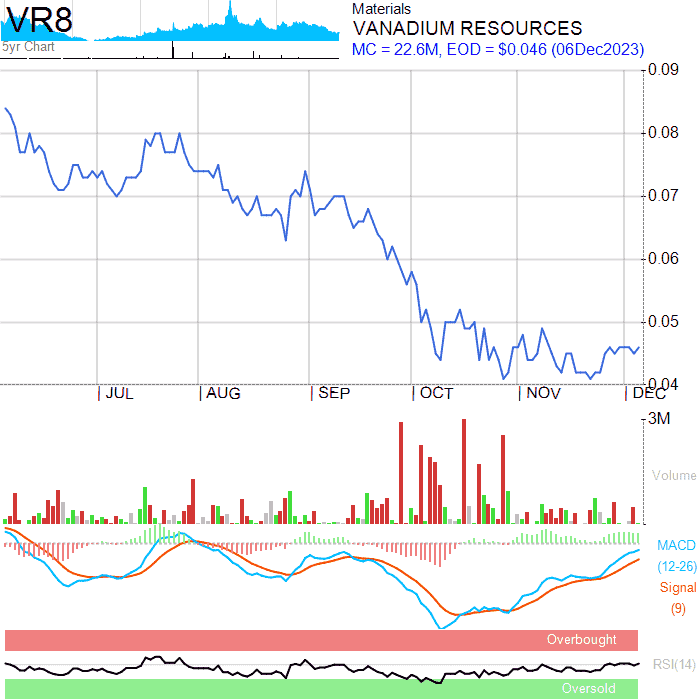 VR8
5yr Chart
Materials
VANADIUM RESOURCES
MC = 22.6M, EOD = $0.046 (06Dec2023)
0.09
0.08
0.07
0.06
0.05
0.04
JUL AUG SEP OCT NOV DEC
3M
Volume
MACD
(12-26)
Signal
(9)
Overbought
RSI(14)
Oversold